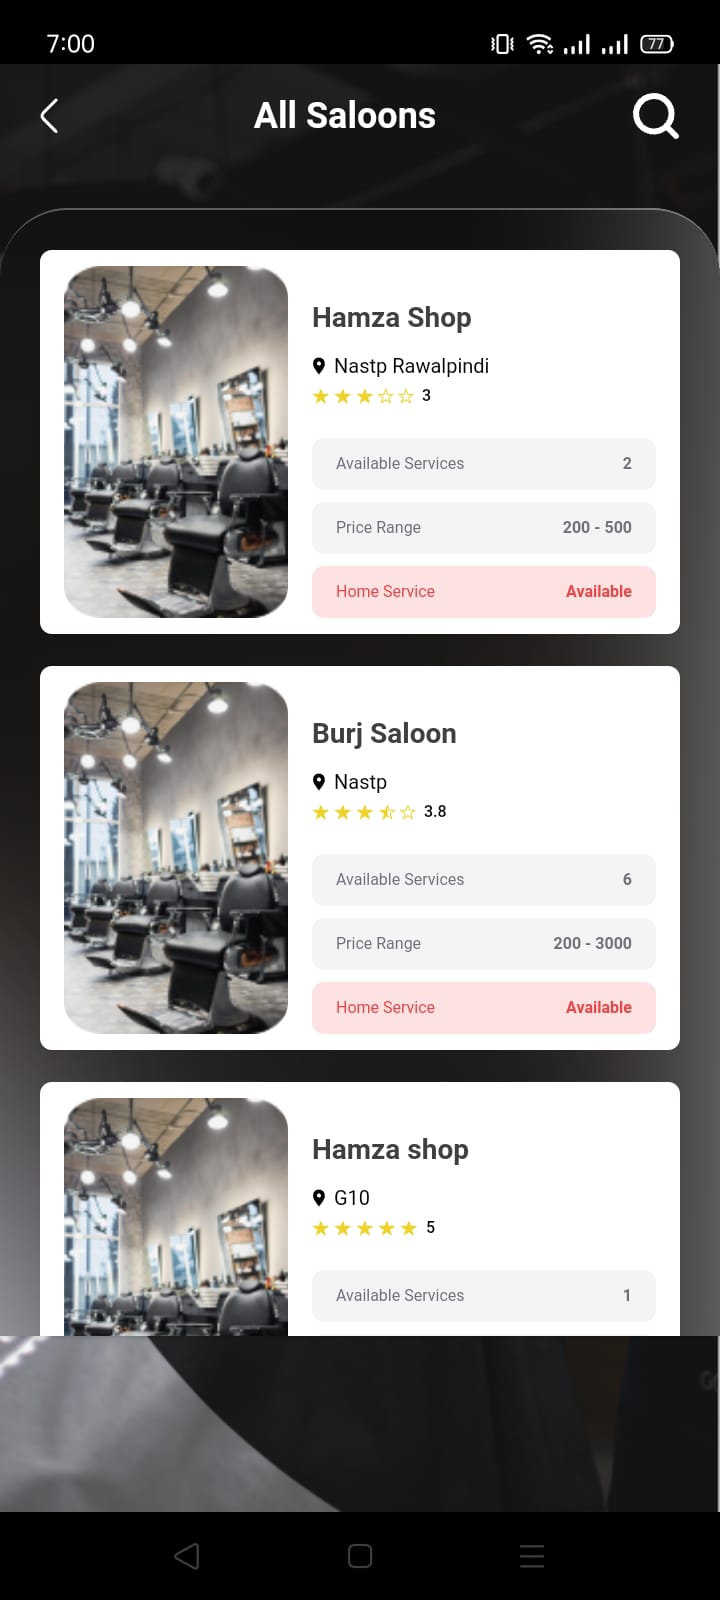 7:00
77
All Saloons
Hamza Shop
Nastp Rawalpindi
3
Available Services 2
Price Range 200 - 500
Home Service Available
Burj Saloon
Nastp
3.8
Available Services 6
Price Range 200 - 3000
Home Service Available
Hamza shop
G10
5
Available Services 1